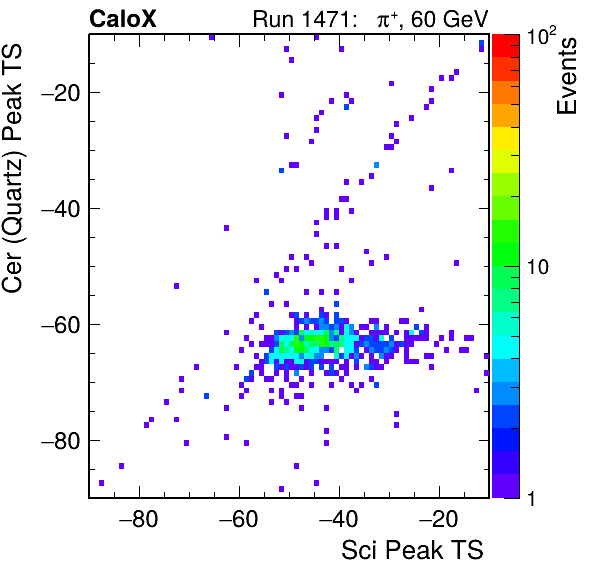 CaloX Run 1471: π⁺, 60 GeV
Cer (Quartz) Peak TS
−20
−40
−60
−80
−80 −60 −40 −20
Sci Peak TS
10²
10
1
Events